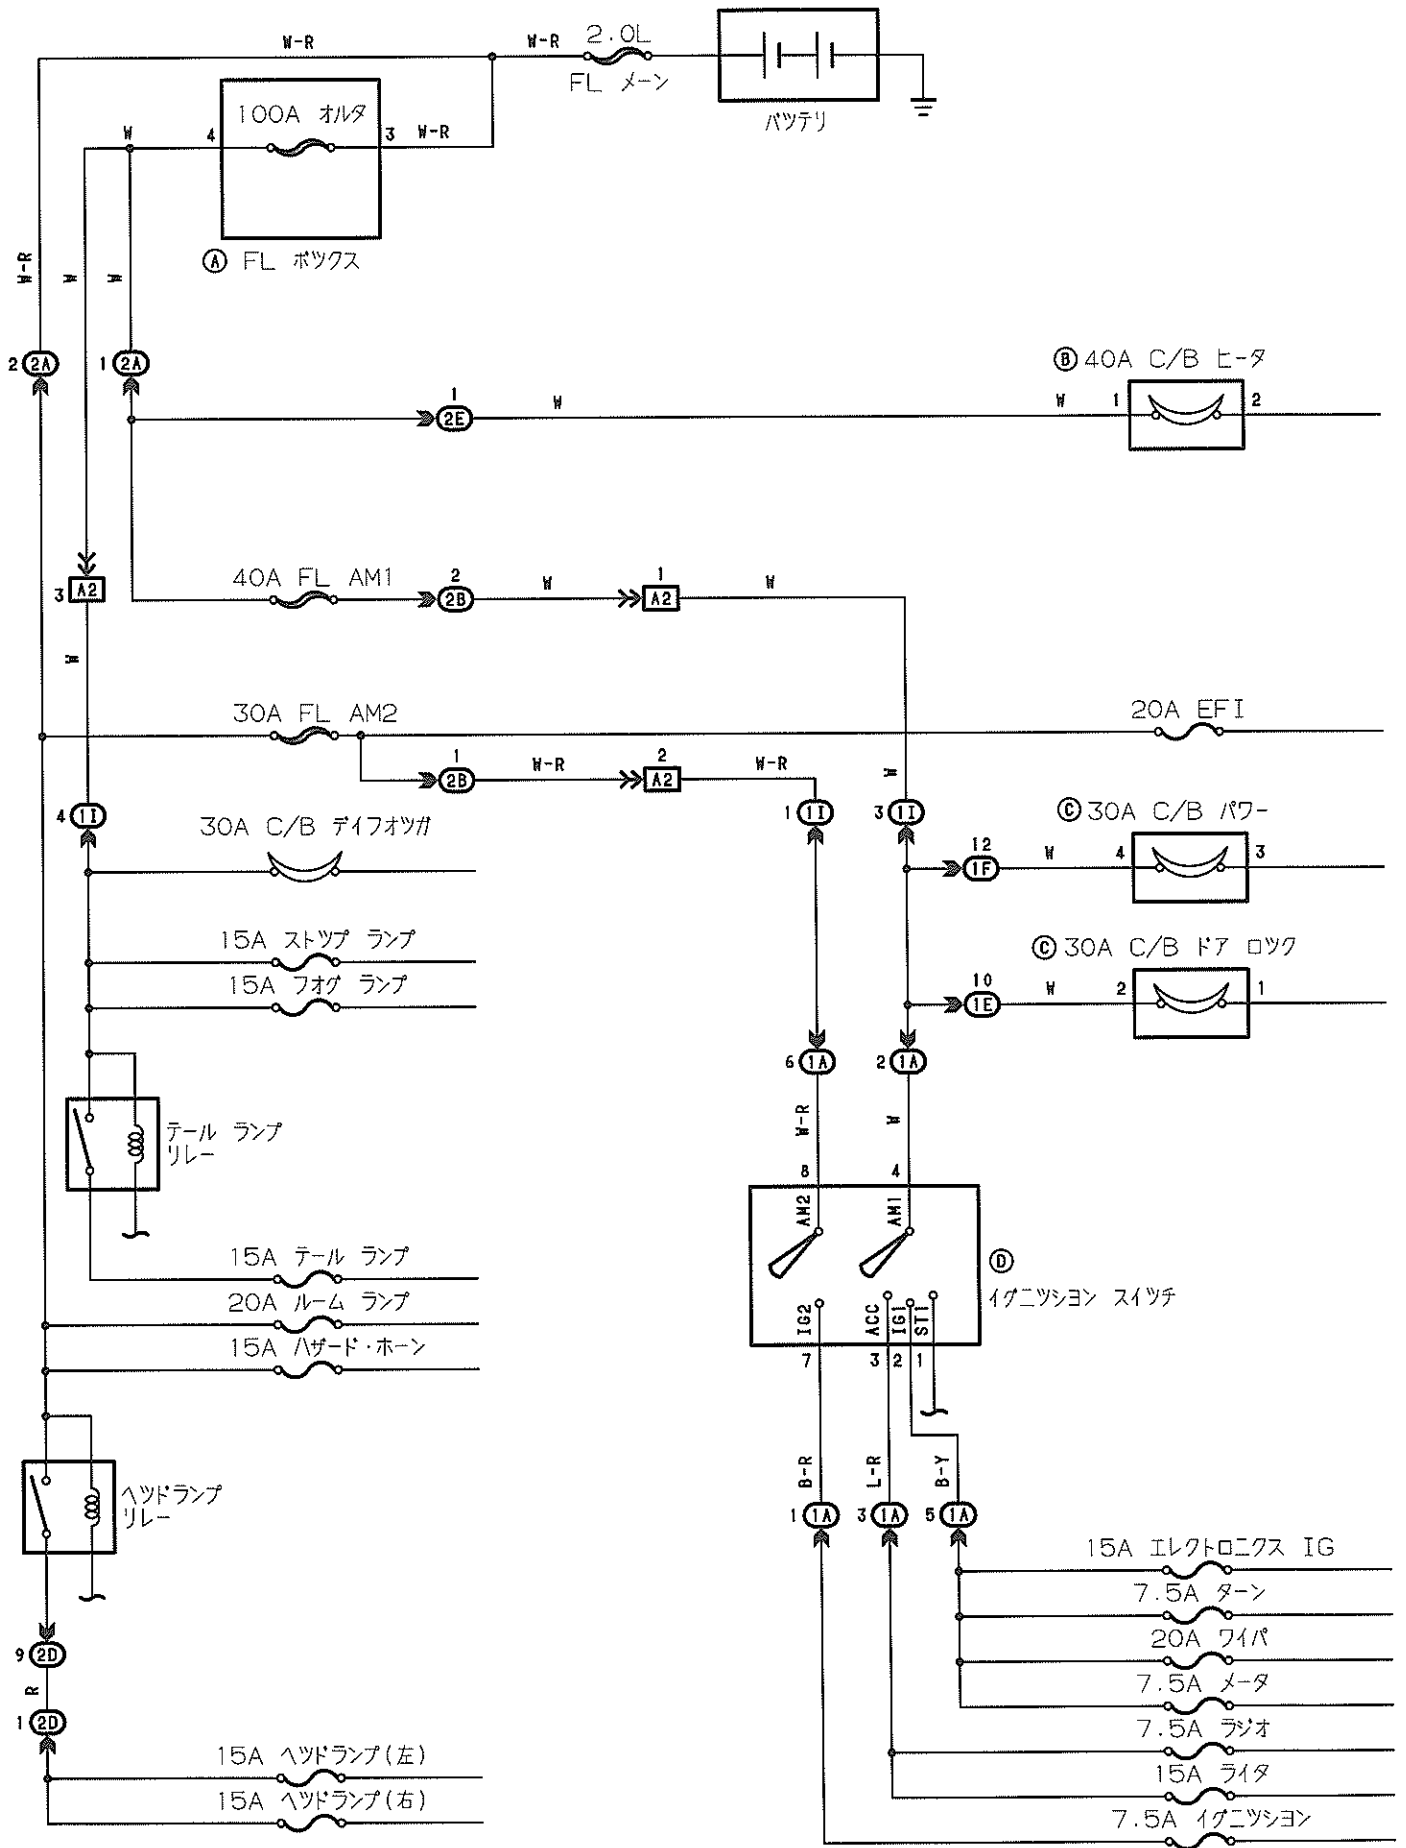 W-R
W-R
2.0L
FL メーン
バツテリ
100A オルタ
W
4
3
W-R
Ⓐ FL ボツクス
W-R
W
W
2 2A
1 2A
Ⓑ 40A C/B ヒータ
1
2E
W
W
1
2
3 A2
40A FL AM1
2
2B
W
1
A2
W
W
30A FL AM2
20A EFI
1
2B
W-R
2
A2
W-R
W
4 1I
1 1I
3 1I
30A C/B デイフオツガ
Ⓒ 30A C/B パワー
12
1F
W
4
3
15A ストツプ ランプ
15A フオグ ランプ
Ⓒ 30A C/B ドア ロツク
10
1E
W
2
1
6 1A
2 1A
W-R
W
テール ランプ
リレー
8
4
AM2
AM1
Ⓓ
イグニツシヨン スイツチ
IG2
ACC
IG1
ST1
7
3
2
1
15A テール ランプ
20A ルーム ランプ
15A ハザード・ホーン
ヘツドランプ
リレー
B-R
L-R
B-Y
1 1A
3 1A
5 1A
9 2D
R
1 2D
15A ヘツドランプ(左)
15A ヘツドランプ(右)
15A エレクトロニクス IG
7.5A ターン
20A ワイパ
7.5A メータ
7.5A ラジオ
15A ライタ
7.5A イグニツシヨン